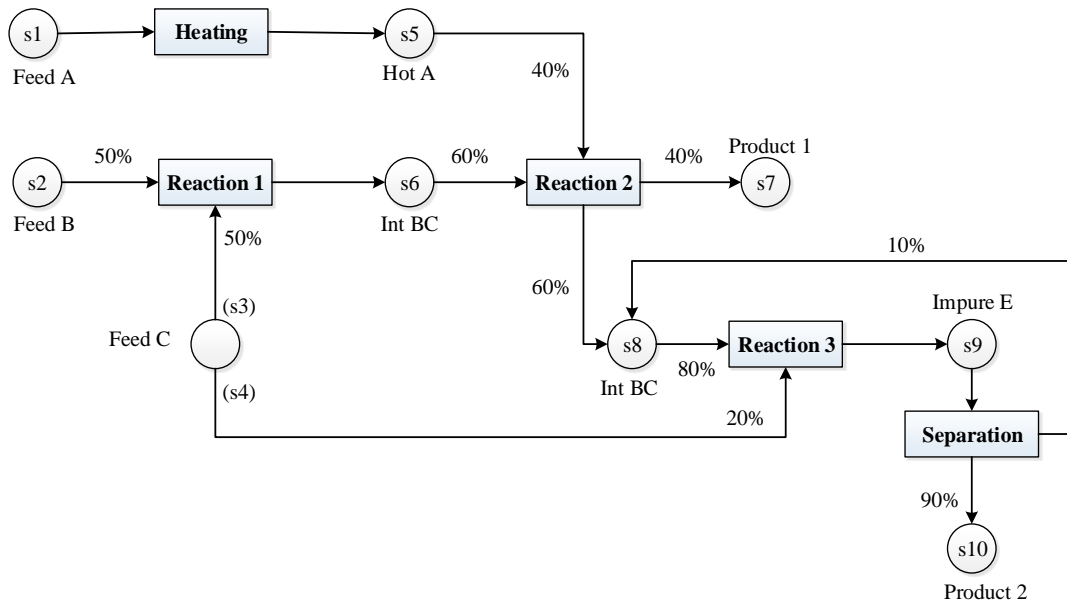 s1
Heating
s5
Feed A
Hot A
40%
50%
60%
40%
Product 1
s2
Reaction 1
s6
Reaction 2
s7
Feed B
Int BC
50%
10%
60%
(s3)
Impure E
Feed C
s8
Reaction 3
s9
Int BC
80%
(s4)
20%
Separation
90%
s10
Product 2